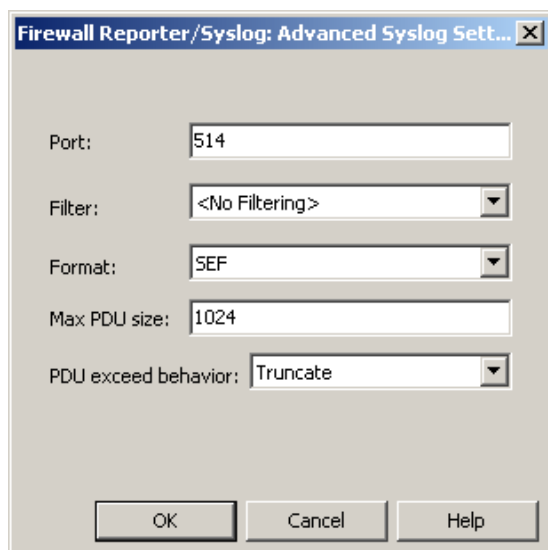 Firewall Reporter/Syslog: Advanced Syslog Sett...
Port: 514
Filter: <No Filtering>
Format: SEF
Max PDU size: 1024
PDU exceed behavior: Truncate
OK Cancel Help